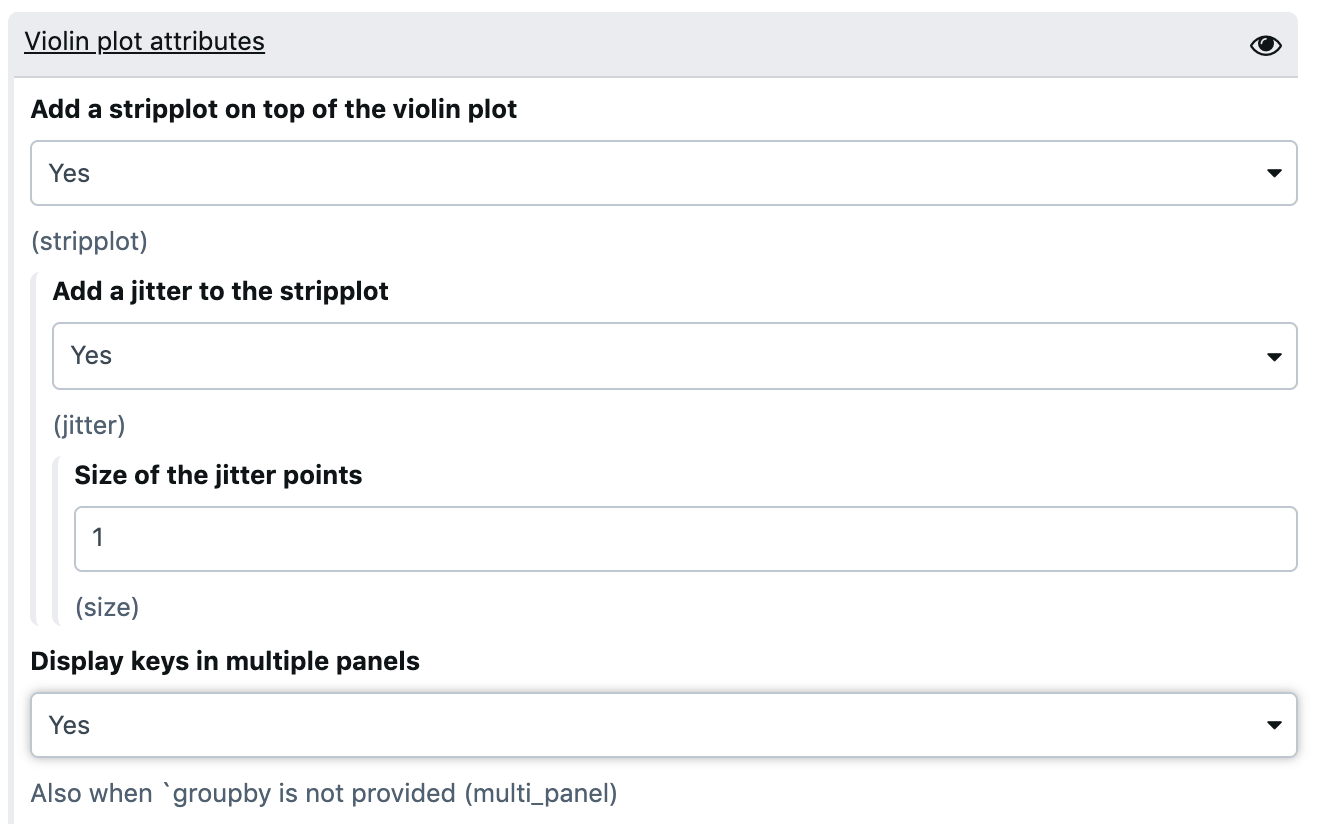 Violin plot attributes
Add a stripplot on top of the violin plot
Yes
(stripplot)
Add a jitter to the stripplot
Yes
(jitter)
Size of the jitter points
1
(size)
Display keys in multiple panels
Yes
Also when `groupby is not provided (multi_panel)